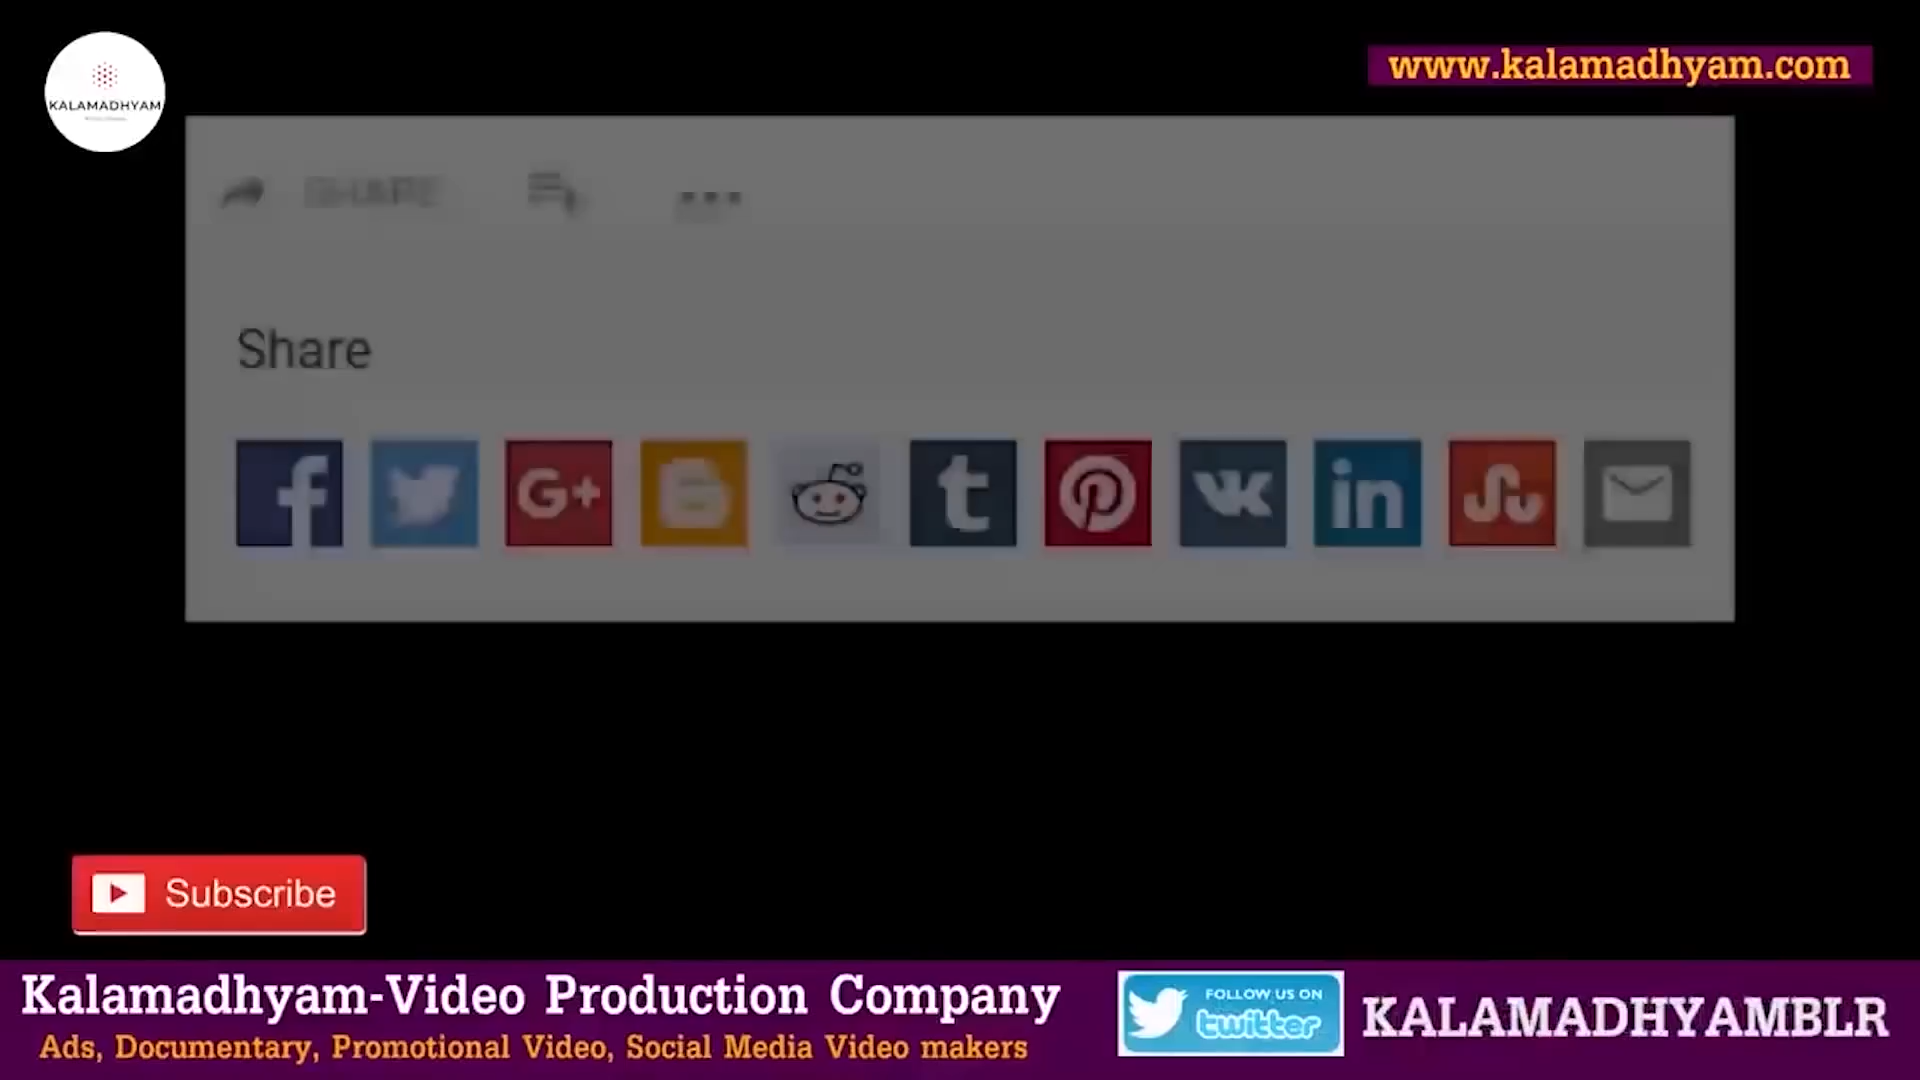 KALAMADHYAM
www.kalamadhyam.com
SHARE
Share
Subscribe
Kalamadhyam-Video Production Company
Ads, Documentary, Promotional Video, Social Media Video makers
FOLLOW US ON
twitter
KALAMADHYAMBLR